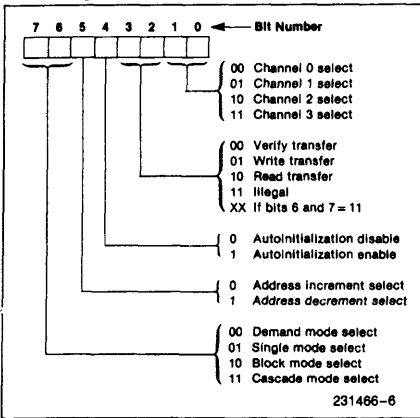 7 6 5 4 3 2 1 0 Bit Number
00 Channel 0 select
01 Channel 1 select
10 Channel 2 select
11 Channel 3 select
00 Verify transfer
01 Write transfer
10 Read transfer
11 Illegal
XX If bits 6 and 7 = 11
0 Autoinitialization disable
1 Autoinitialization enable
0 Address increment select
1 Address decrement select
00 Demand mode select
01 Single mode select
10 Block mode select
11 Cascade mode select
231466-6